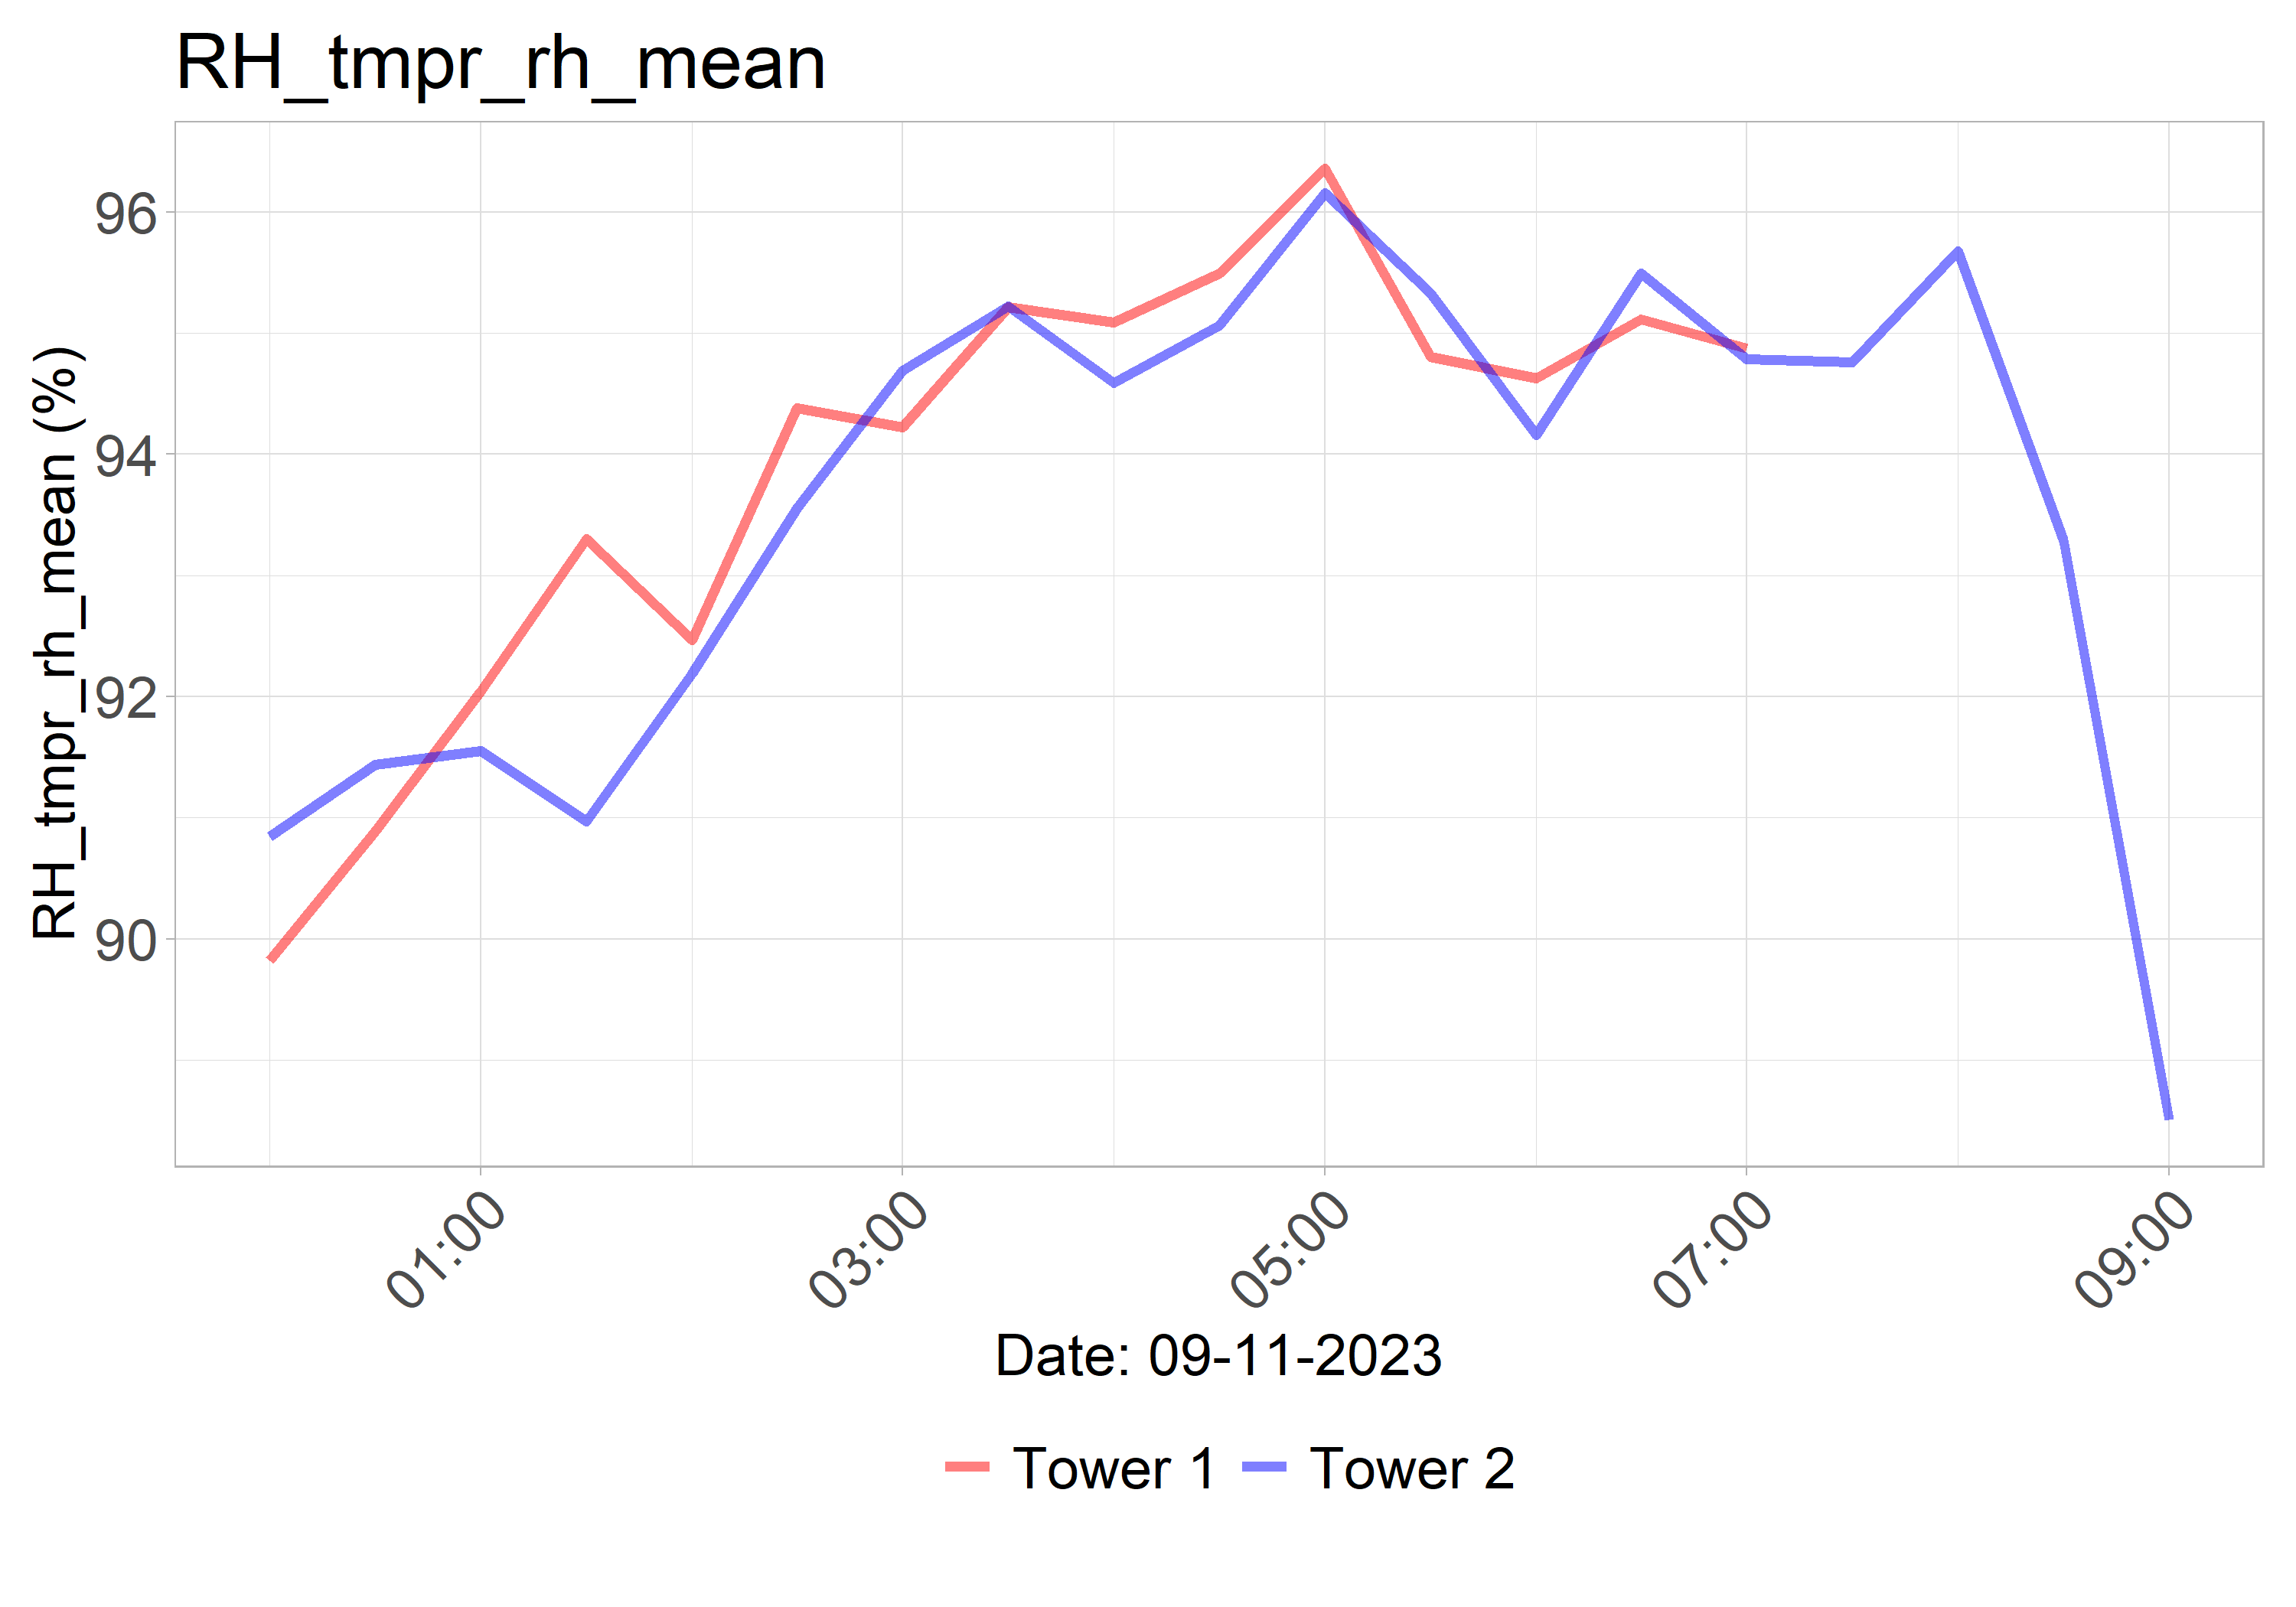 RH_tmpr_rh_mean
RH_tmpr_rh_mean (%)
96
94
92
90
01:00
03:00
05:00
07:00
09:00
Date: 09-11-2023
Tower 1
Tower 2